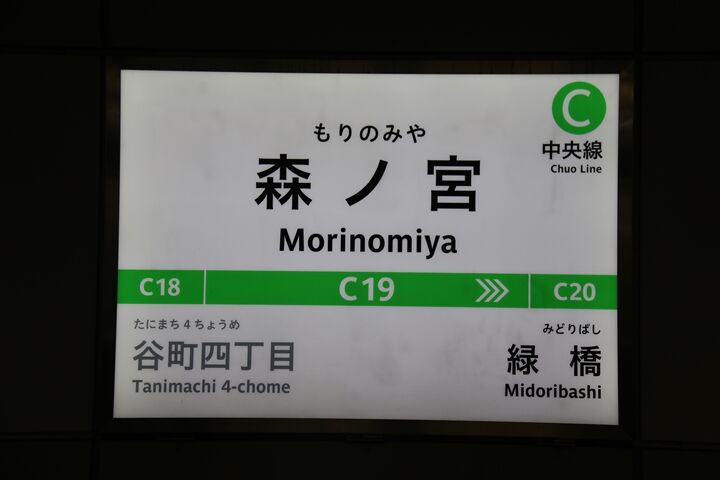 C
中央線
Chuo Line
もりのみや
森ノ宮
Morinomiya
C18
C19
C20
たにまち4ちょうめ
谷町四丁目
Tanimachi 4-chome
みどりばし
緑橋
Midoribashi